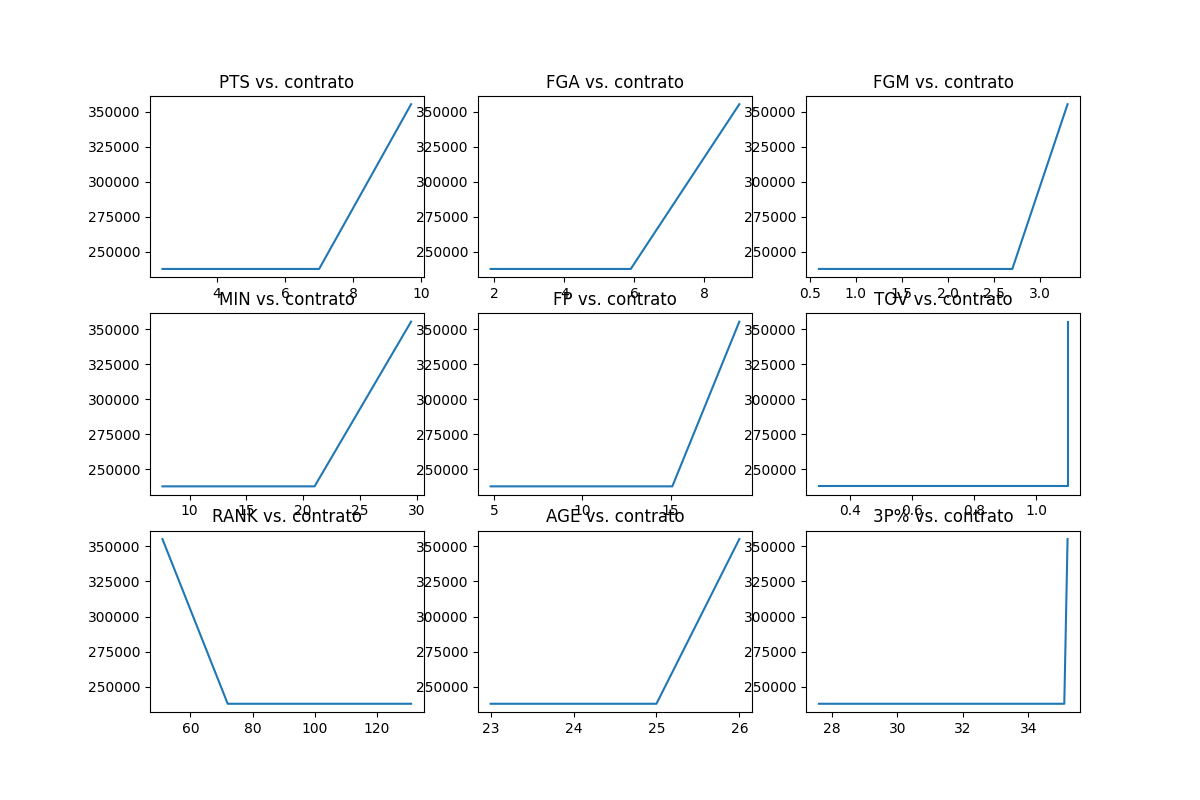 PTS vs. contrato
FGA vs. contrato
FGM vs. contrato
350000
325000
300000
275000
250000
4 6 8 10
350000
325000
300000
275000
250000
2 4 6 8
350000
325000
300000
275000
250000
0.5 1.0 1.5 2.0 2.5 3.0
MIN vs. contrato
FP vs. contrato
TOV vs. contrato
350000
325000
300000
275000
250000
10 15 20 25 30
350000
325000
300000
275000
250000
5 10 15
350000
325000
300000
275000
250000
0.4 0.6 0.8 1.0
RANK vs. contrato
AGE vs. contrato
3P% vs. contrato
350000
325000
300000
275000
250000
60 80 100 120
350000
325000
300000
275000
250000
23 24 25 26
350000
325000
300000
275000
250000
28 30 32 34